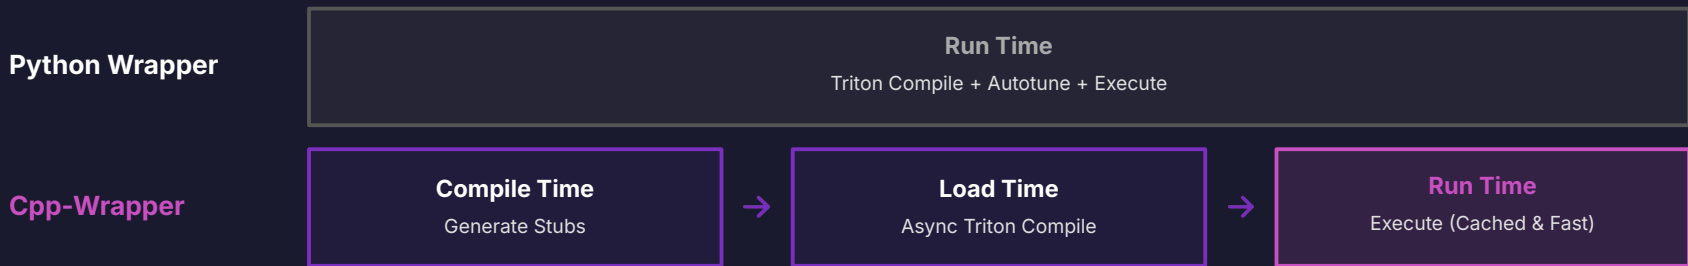 Python Wrapper
Run Time
Triton Compile + Autotune + Execute
Cpp-Wrapper
Compile Time
Generate Stubs
Load Time
Async Triton Compile
Run Time
Execute (Cached & Fast)